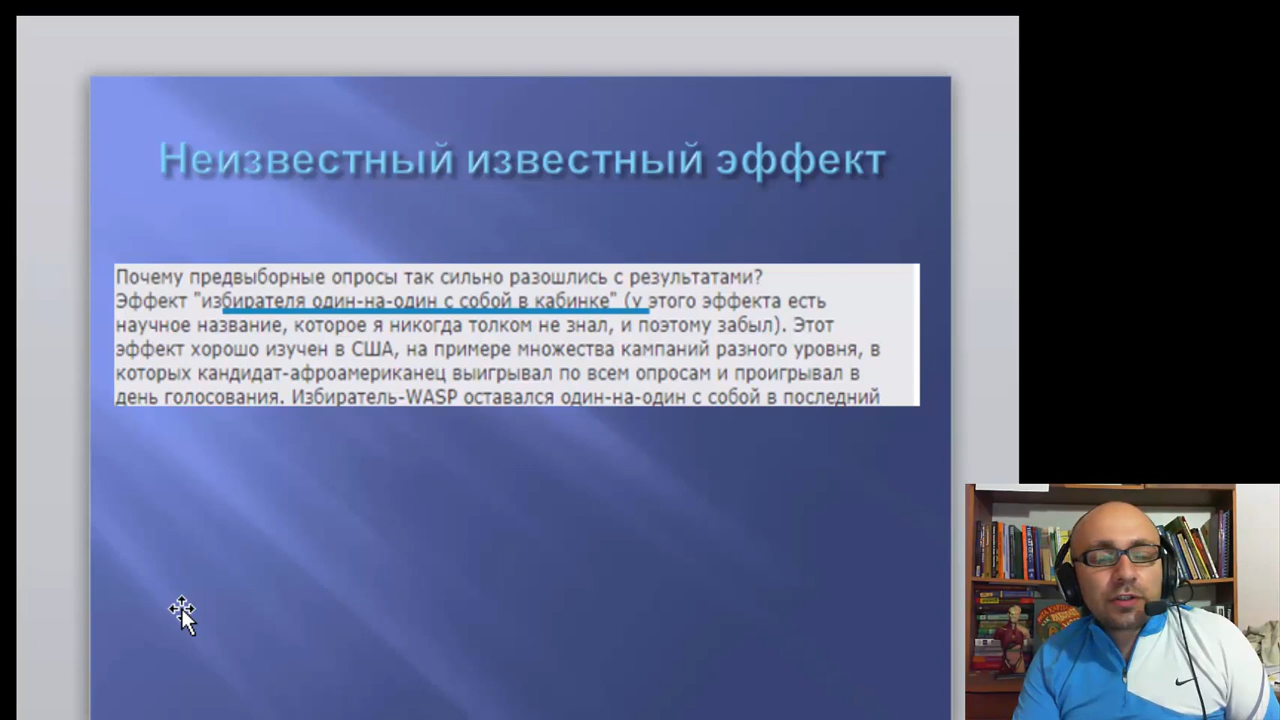 Неизвестный известный эффект
Почему предвыборные опросы так сильно разошлись с результатами?
Эффект "избирателя один-на-один с собой в кабинке" (у этого эффекта есть
научное название, которое я никогда толком не знал, и поэтому забыл). Этот
эффект хорошо изучен в США, на примере множества кампаний разного уровня, в
которых кандидат-афроамериканец выигрывал по всем опросам и проигрывал в
день голосования. Избиратель-WASP оставался один-на-один с собой в последний